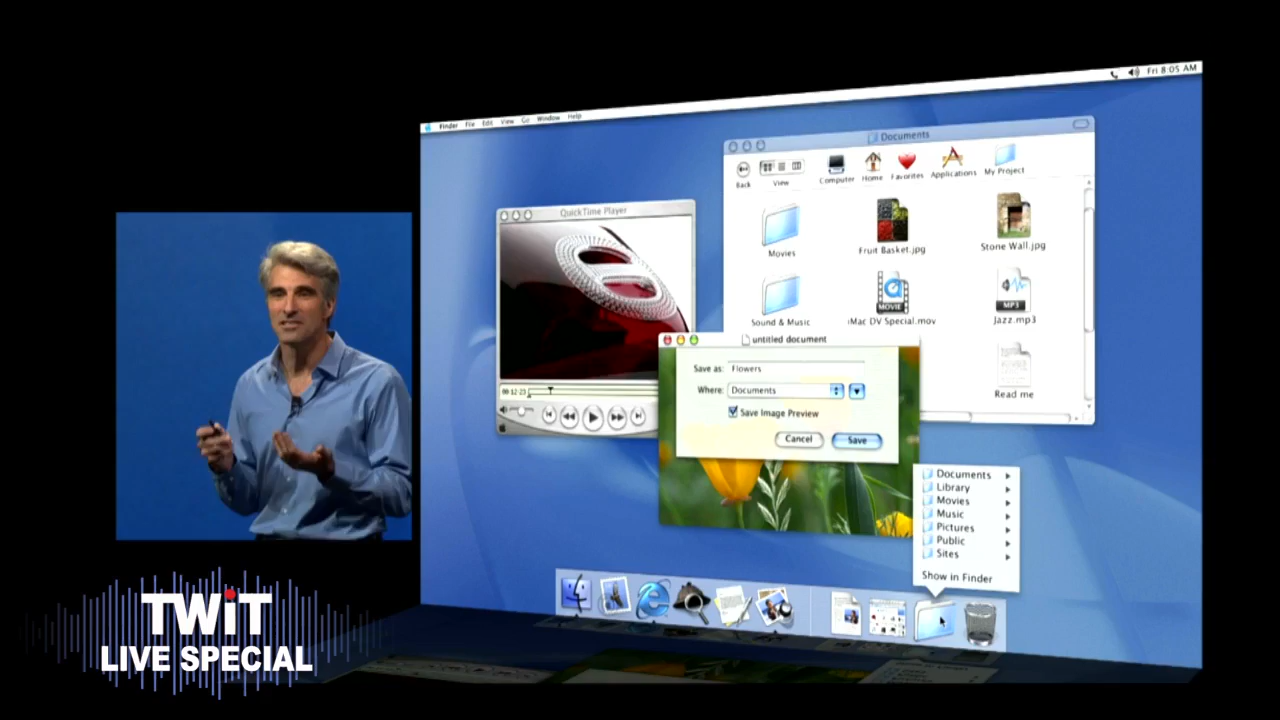 Finder File Edit View Go Window Help
Fri 8:05 AM
Documents
Back
View
Computer
Home
Favorites
Applications
My Project
QuickTime Player
Movies
Fruit Basket.jpg
Stone Wall.jpg
MOVIE
MP3
Sound & Music
iMac DV Special.mov
Jazz.mp3
untitled document
Save as: Flowers
Where: Documents
Save Image Preview
Cancel
Save
Read me
Documents
Library
Movies
Music
Pictures
Public
Sites
Show in Finder
TWiT
LIVE SPECIAL